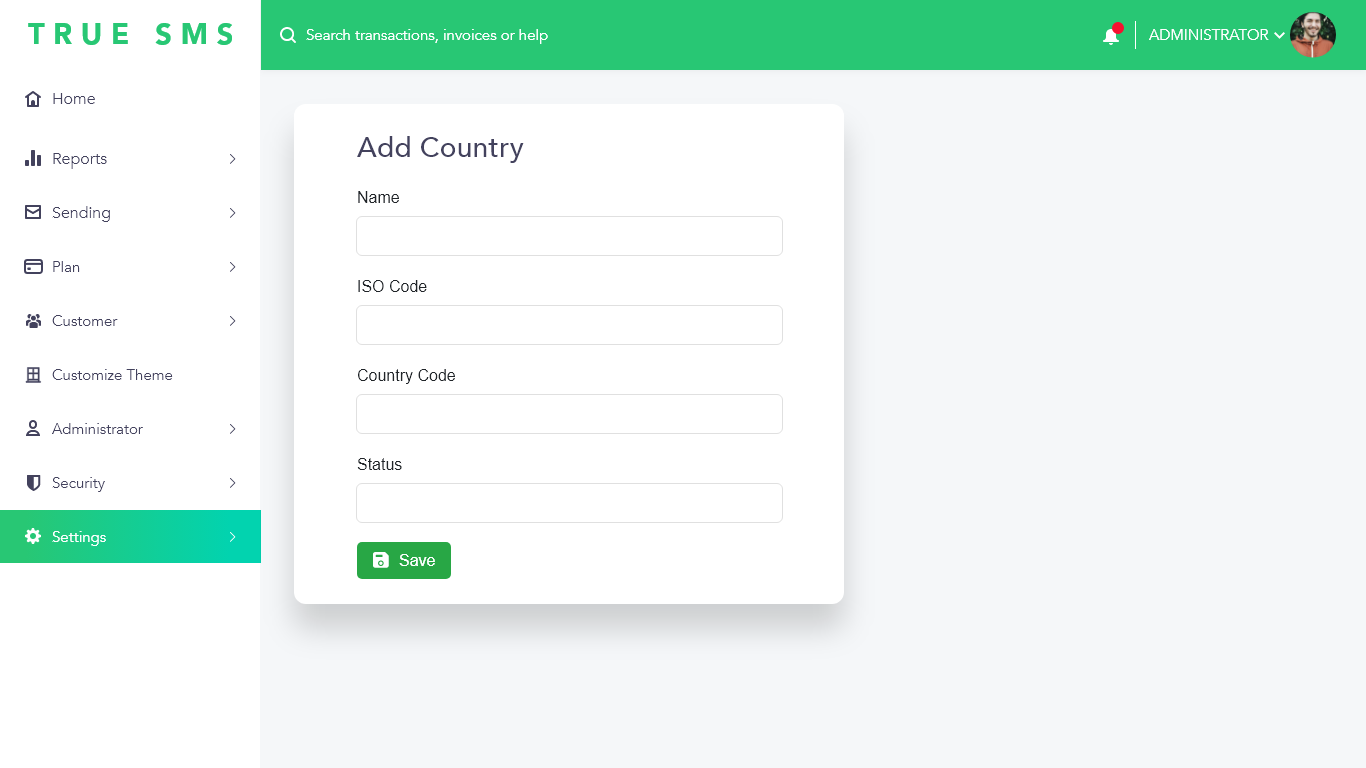 TRUE SMS
Search transactions, invoices or help
ADMINISTRATOR
Home
Reports
Sending
Plan
Customer
Customize Theme
Administrator
Security
Settings
Add Country
Name
ISO Code
Country Code
Status
Save